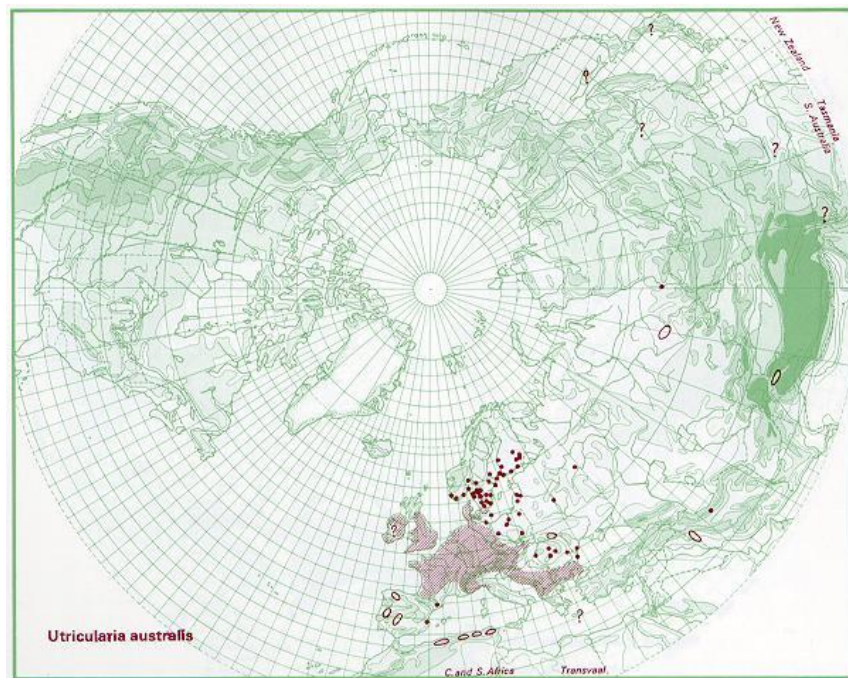 New Zealand
?
?
Tasmania
S. Australia
?
?
?
?
?
Utricularia australis
C. and S. Africa
Transvaal.